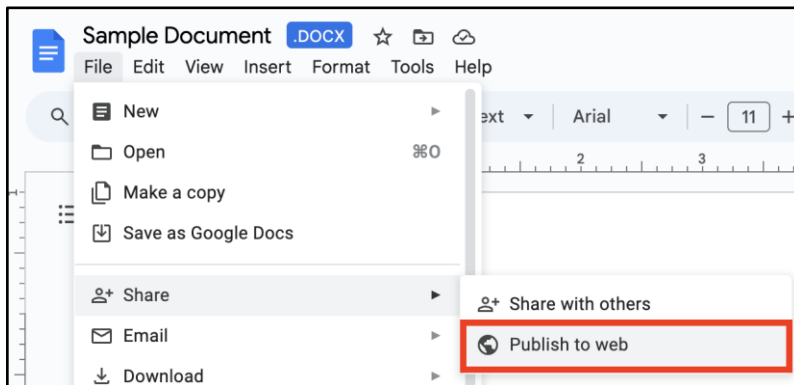 Sample Document .DOCX
File Edit View Insert Format Tools Help
New
ext Arial 11
Open ⌘O
2 3
Make a copy
1
Save as Google Docs
Share
Share with others
Email
Publish to web
Download